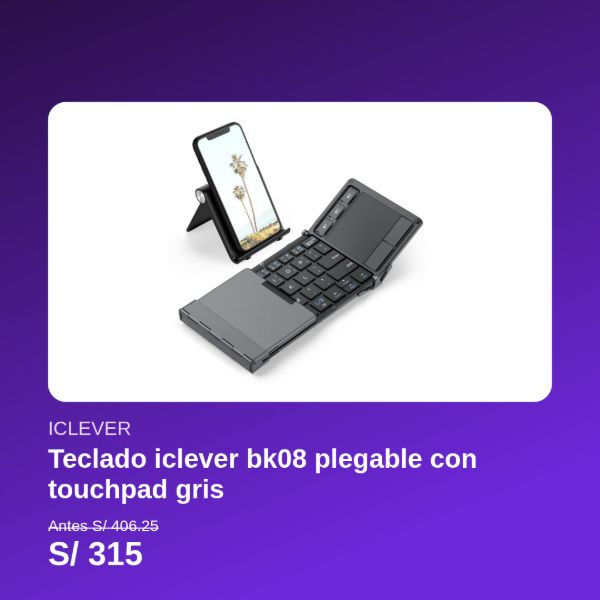 ICLEVER
Teclado iclever bk08 plegable con
touchpad gris
Antes S/ 406.25
S/ 315